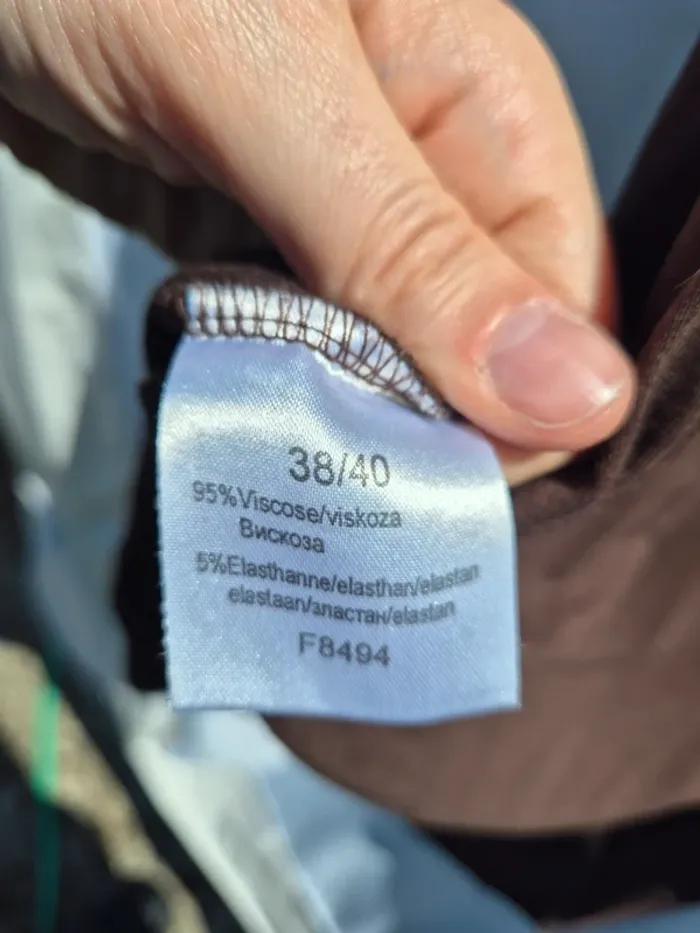 38/40
95%Viscose/viskoza
Вискоза
5%Elasthanne/elasthan/elastan
elastaan/эластан/elastan
F8494